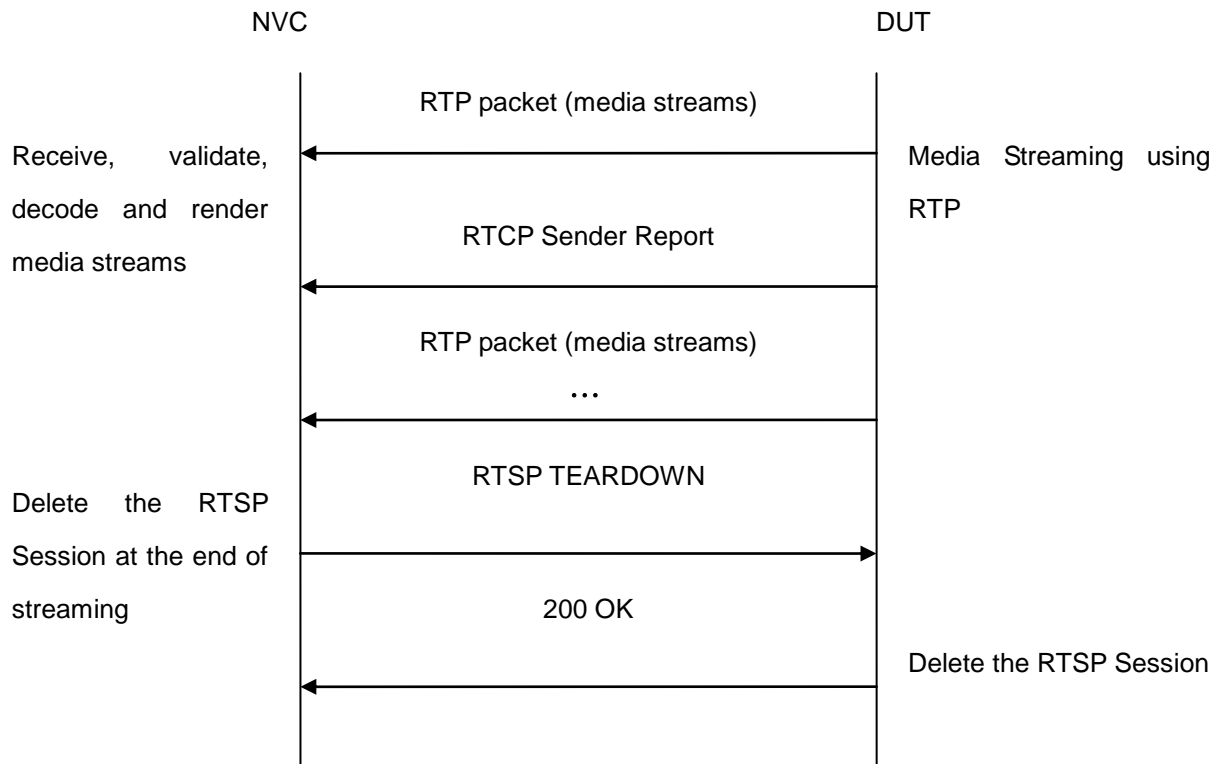 NVC
DUT
RTP packet (media streams)
Receive, validate,
decode and render
media streams
Media Streaming using
RTP
RTCP Sender Report
RTP packet (media streams)
…
RTSP TEARDOWN
Delete the RTSP
Session at the end of
streaming
200 OK
Delete the RTSP Session